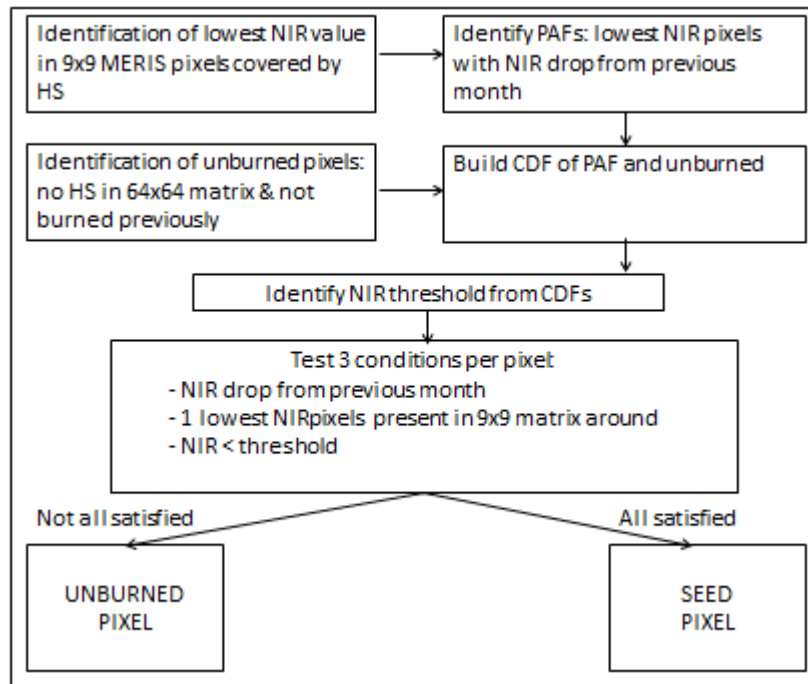 Identification of lowest NIR value
in 9x9 MERIS pixels covered by
HS
Identify PAFs: lowest NIR pixels
with NIR drop from previous
month
Identification of unburned pixels:
no HS in 64x64 matrix & not
burned previously
Build CDF of PAF and unburned
Identify NIR threshold from CDFs
Test 3 conditions per pixel:
- NIR drop from previous month
- 1 lowest NIRpixels present in 9x9 matrix around
- NIR < threshold
Not all satisfied
All satisfied
UNBURNED
PIXEL
SEED
PIXEL